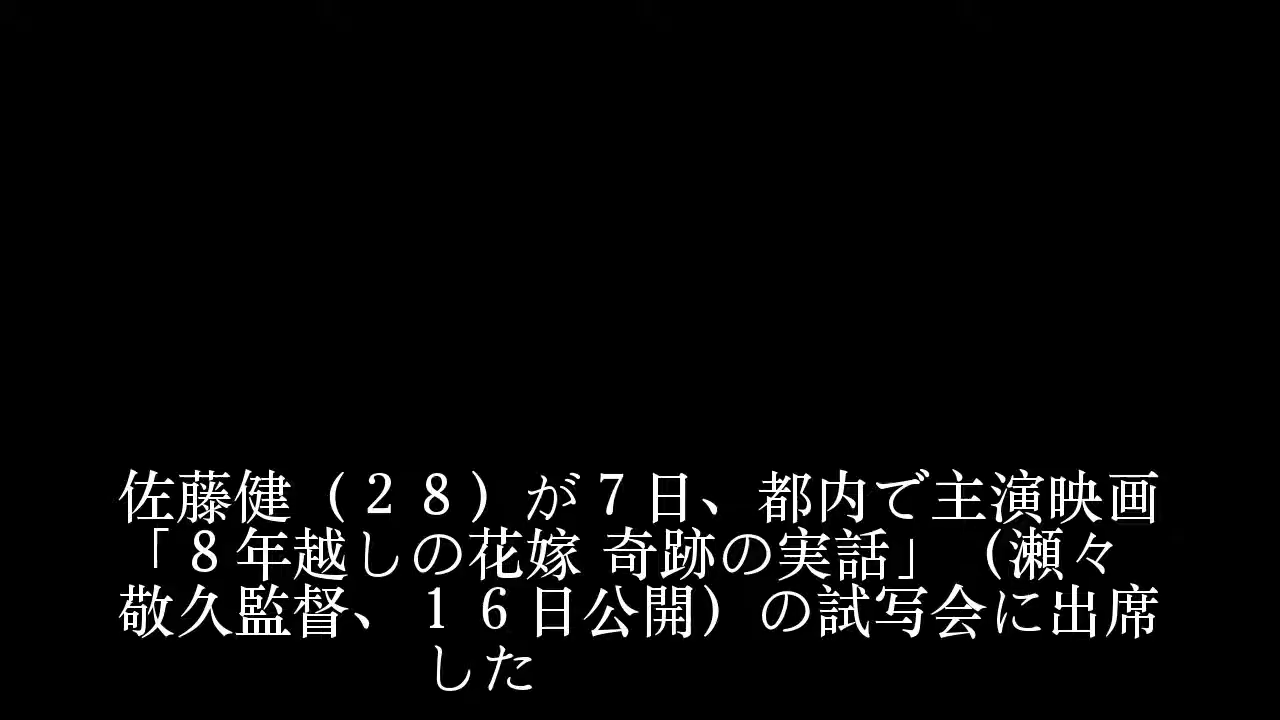 佐藤健（２８）が７日、都内で主演映画
「８年越しの花嫁 奇跡の実話」（瀬々
敬久監督、１６日公開）の試写会に出席
した